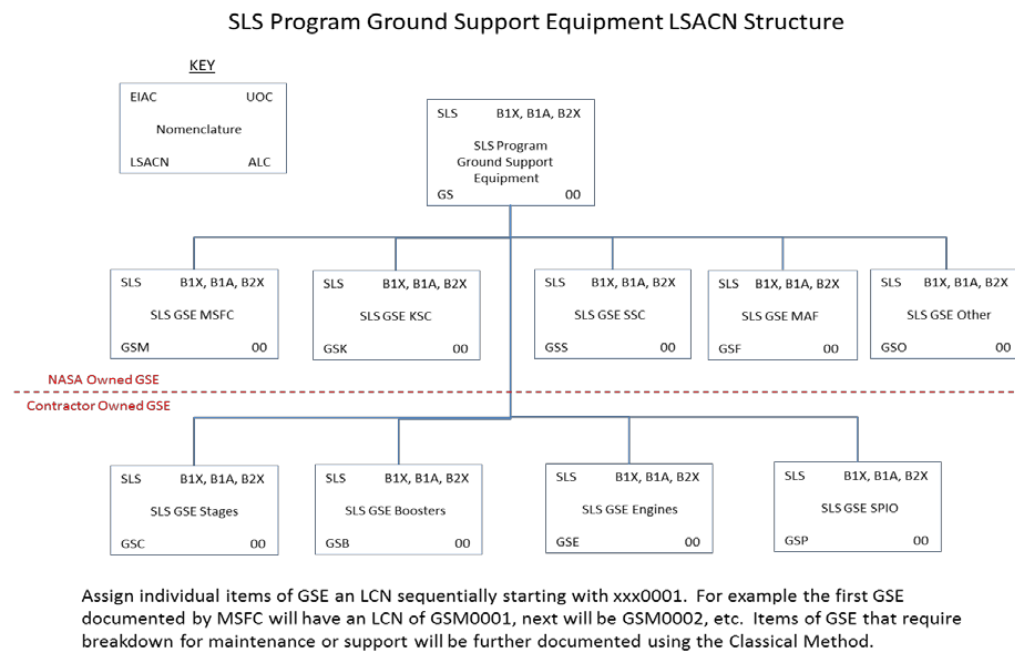 SLS Program Ground Support Equipment LSACN Structure
KEY
EIAC UOC
Nomenclature
LSACN ALC
SLS B1X, B1A, B2X
SLS Program
Ground Support
Equipment
GS 00
SLS B1X, B1A, B2X
SLS GSE MSFC
GSM 00
SLS B1X, B1A, B2X
SLS GSE KSC
GSK 00
SLS B1X, B1A, B2X
SLS GSE SSC
GSS 00
SLS B1X, B1A, B2X
SLS GSE MAF
GSF 00
SLS B1X, B1A, B2X
SLS GSE Other
GSO 00
NASA Owned GSE
Contractor Owned GSE
SLS B1X, B1A, B2X
SLS GSE Stages
GSC 00
SLS B1X, B1A, B2X
SLS GSE Boosters
GSB 00
SLS B1X, B1A, B2X
SLS GSE Engines
GSE 00
SLS B1X, B1A, B2X
SLS GSE SPIO
GSP 00
Assign individual items of GSE an LCN sequentially starting with xxx0001. For example the first GSE
documented by MSFC will have an LCN of GSM0001, next will be GSM0002, etc. Items of GSE that require
breakdown for maintenance or support will be further documented using the Classical Method.